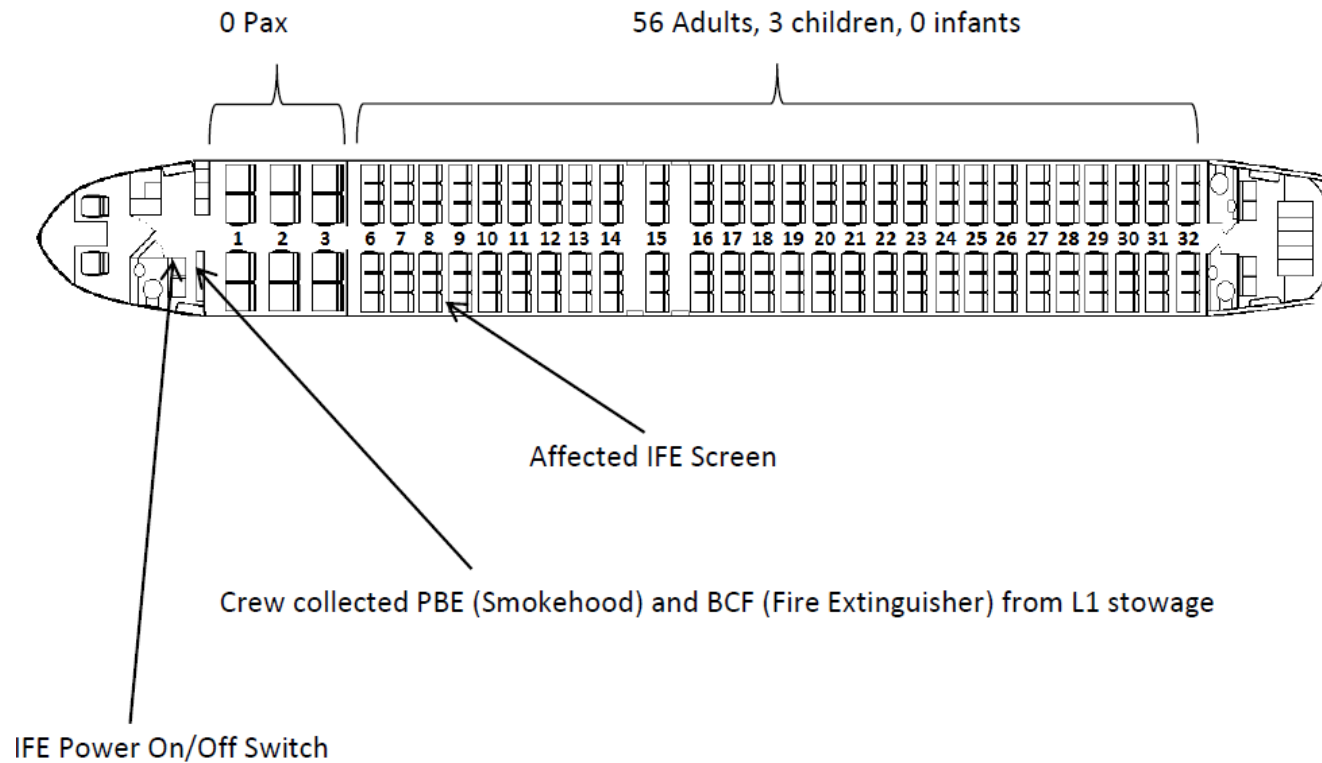 0 Pax
56 Adults, 3 children, 0 infants
1 2 3 6 7 8 9 10 11 12 13 14 15 16 17 18 19 20 21 22 23 24 25 26 27 28 29 30 31 32
Affected IFE Screen
Crew collected PBE (Smokehood) and BCF (Fire Extinguisher) from L1 stowage
IFE Power On/Off Switch